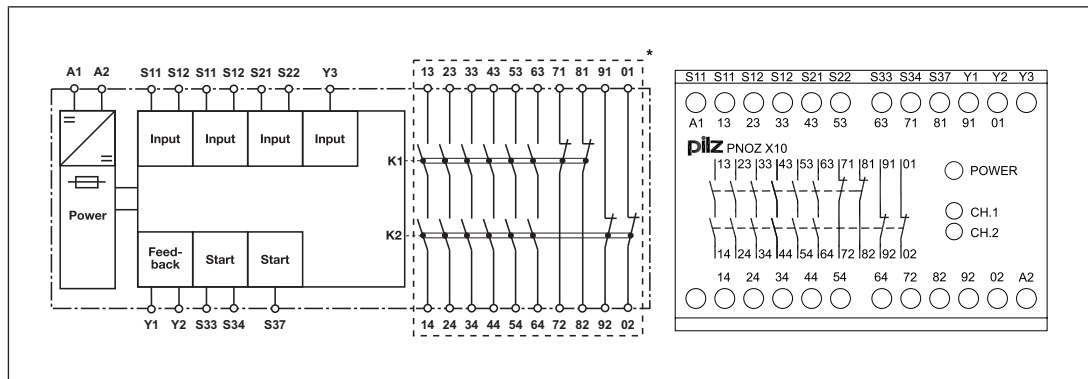 *
A1 A2 S11 S12 S11 S12 S21 S22 Y3 13 23 33 43 53 63 71 81 91 01
=
=
Input Input Input Input
K1
Power
K2
Feed-
back
Start Start
Y1 Y2 S33 S34 S37 14 24 34 44 54 64 72 82 92 02
S11 S11 S12 S12 S21 S22 S33 S34 S37 Y1 Y2 Y3
A1 13 23 33 43 53 63 71 81 91 01
pilz PNOZ X10
13 23 33 43 53 63 71 81 91 01
POWER
CH.1
CH.2
14 24 34 44 54 64 72 82 92 02
14 24 34 44 54 64 72 82 92 02 A2